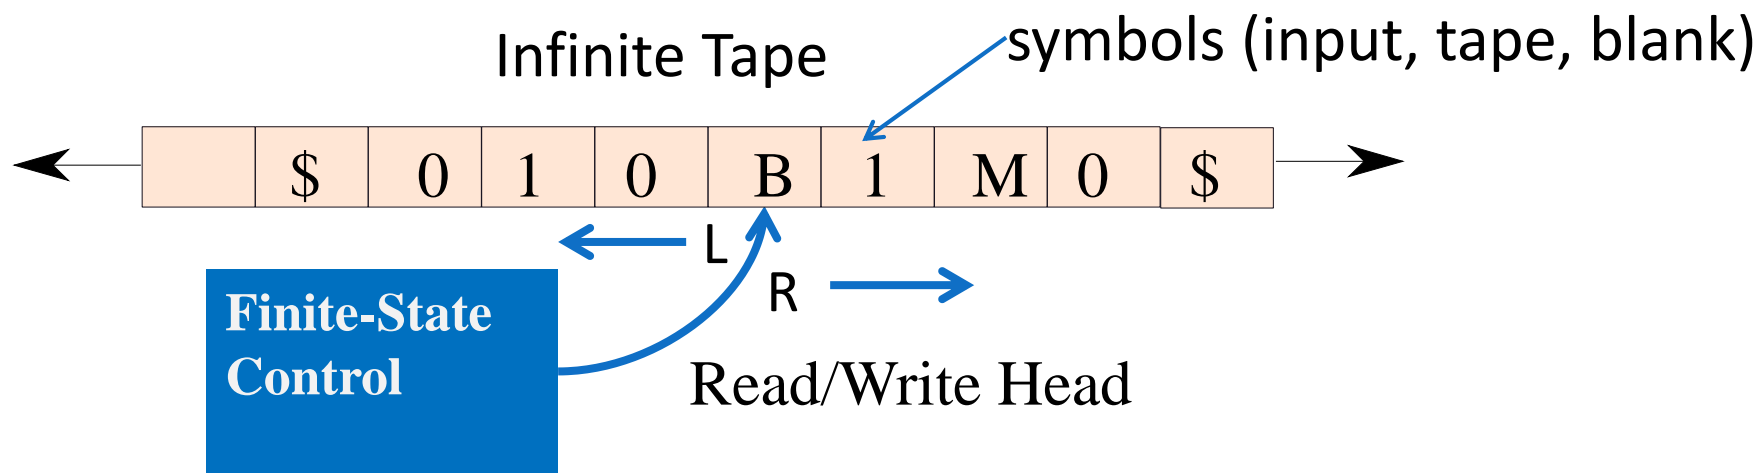 Infinite Tape
symbols (input, tape, blank)
$ 0 1 0 B 1 M 0 $
L
R
Finite-State
Control
Read/Write Head